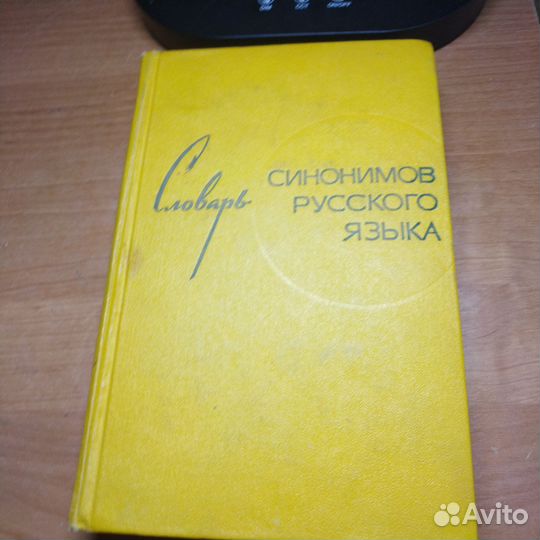 Словарь
СИНОНИМОВ
РУССКОГО
ЯЗЫКА
Avito